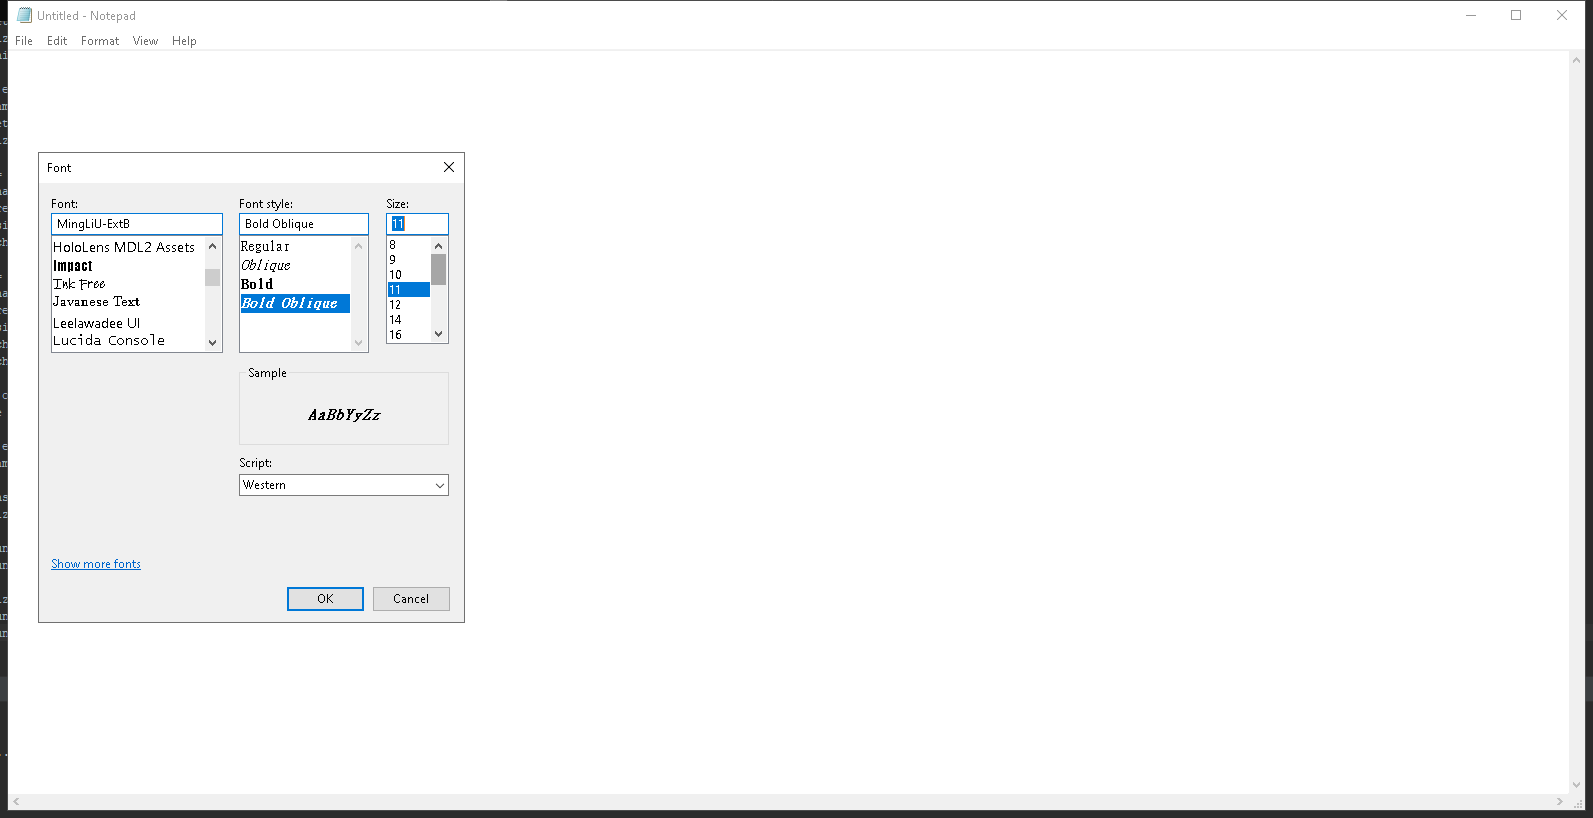 Untitled - Notepad
File Edit Format View Help
Font
Font:
MingLiU-ExtB
HoloLens MDL2 Assets
Impact
Ink Free
Javanese Text
Leelawadee UI
Lucida Console
Font style:
Bold Oblique
Regular
Oblique
Bold
Bold Oblique
Size:
11
8
9
10
11
12
14
16
Sample
AaBbYyZz
Script:
Western
Show more fonts
OK Cancel